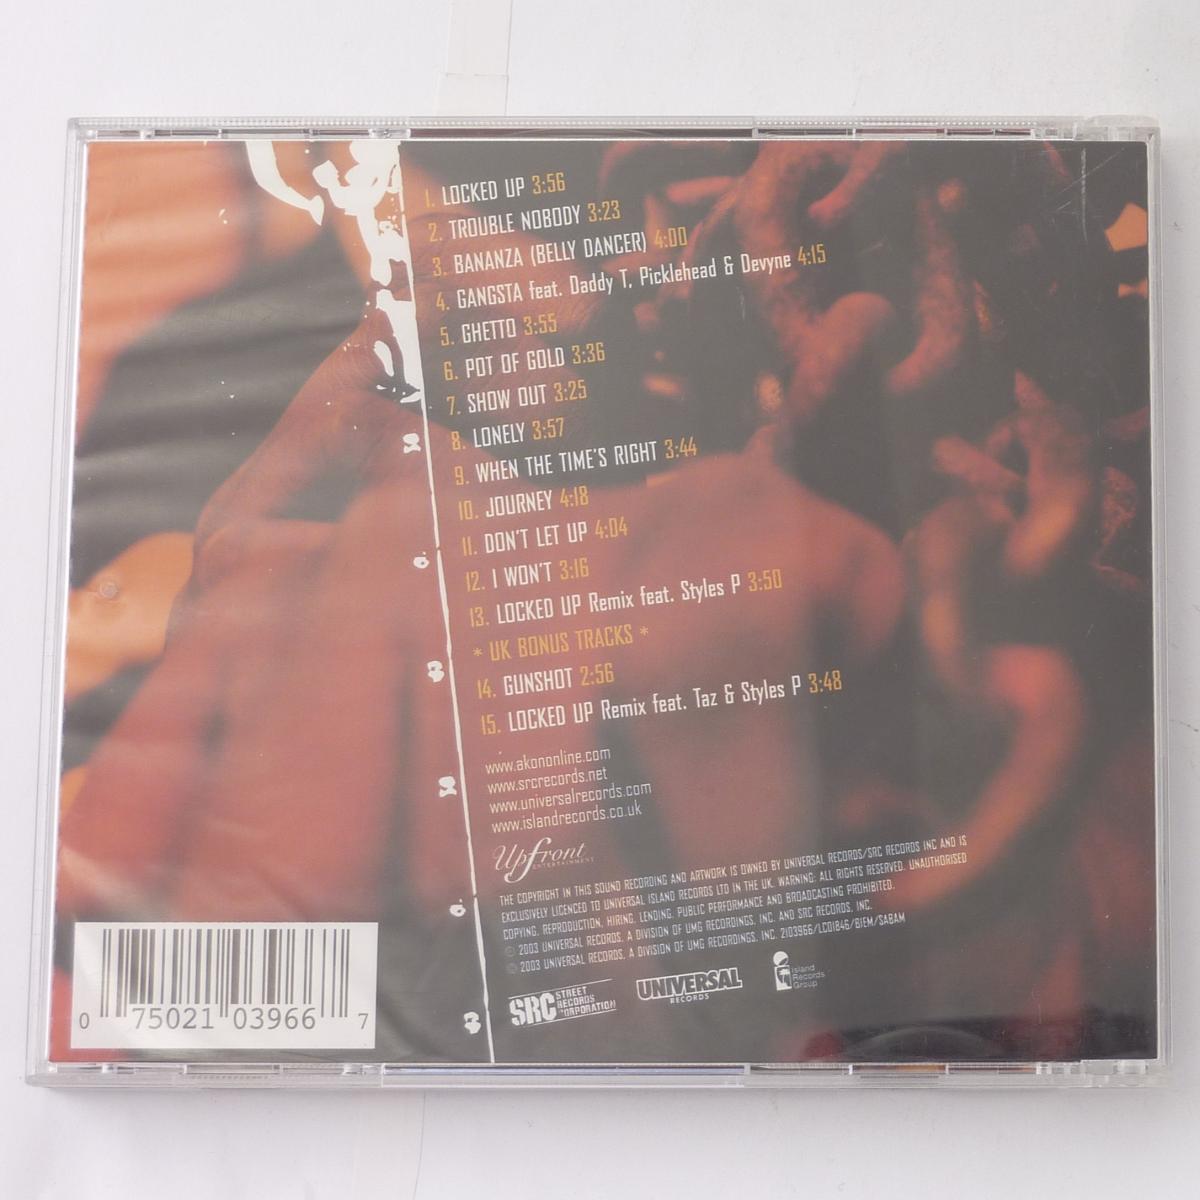 1. LOCKED UP 3:56
2. TROUBLE NOBODY 3:23
3. BANANZA (BELLY DANCER) 4:00
4. GANGSTA feat. Daddy T, Picklehead & Devyne 4:15
5. GHETTO 3:55
6. POT OF GOLD 3:36
7. SHOW OUT 3:25
8. LONELY 3:57
9. WHEN THE TIME'S RIGHT 3:44
10. JOURNEY 4:18
11. DON'T LET UP 4:04
12. I WON'T 3:16
13. LOCKED UP Remix feat. Styles P 3:50
* UK BONUS TRACKS *
14. GUNSHOT 2:56
15. LOCKED UP Remix feat. Taz & Styles P 3:48
www.akononline.com
www.srcrecords.net
www.universalrecords.com
www.islandrecords.co.uk
Upfront
ENTERTAINMENT
THE COPYRIGHT IN THIS SOUND RECORDING AND ARTWORK IS OWNED BY UNIVERSAL RECORDS/SRC RECORDS INC AND IS
EXCLUSIVELY LICENCED TO UNIVERSAL ISLAND RECORDS LTD IN THE UK. WARNING: ALL RIGHTS RESERVED. UNAUTHORISED
COPYING, REPRODUCTION, HIRING, LENDING, PUBLIC PERFORMANCE AND BROADCASTING PROHIBITED.
© 2003 UNIVERSAL RECORDS, A DIVISION OF UMG RECORDINGS, INC. AND SRC RECORDS, INC.
℗ 2003 UNIVERSAL RECORDS, A DIVISION OF UMG RECORDINGS, INC. 2103966/LC01846/BIEM/SABAM
SRC STREET RECORDS CORPORATION
UNIVERSAL
RECORDS
Island
Records
Group
0 75021 03966 7